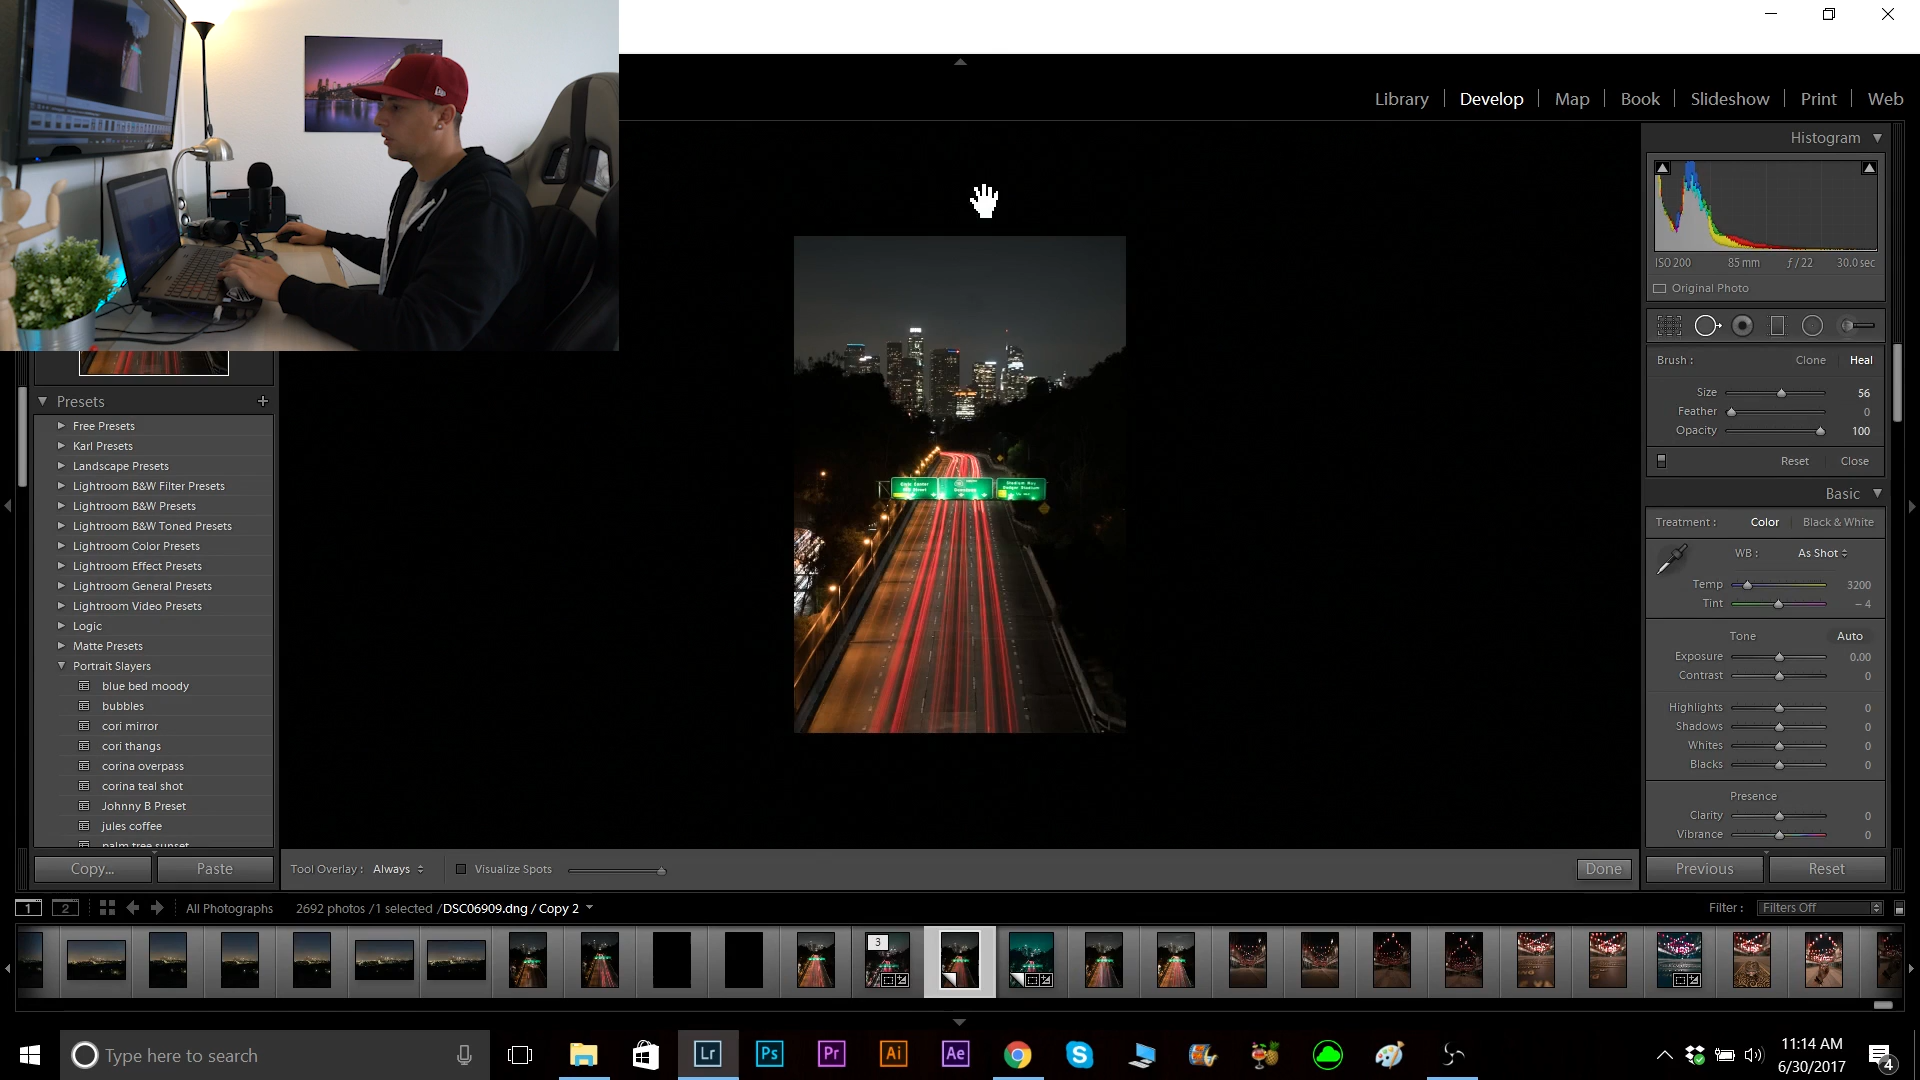 Library | Develop | Map | Book | Slideshow | Print | Web
Histogram
ISO 200 85 mm ƒ / 22 30.0 sec
Original Photo
Brush : Clone Heal
Size 56
Feather 0
Opacity 100
Reset Close
Basic
Treatment : Color Black & White
WB : As Shot
Temp 3200
Tint – 4
Tone Auto
Exposure 0.00
Contrast 0
Highlights 0
Shadows 0
Whites 0
Blacks 0
Presence
Clarity 0
Vibrance 0
Previous Reset
Presets +
Free Presets
Karl Presets
Landscape Presets
Lightroom B&W Filter Presets
Lightroom B&W Presets
Lightroom B&W Toned Presets
Lightroom Color Presets
Lightroom Effect Presets
Lightroom General Presets
Lightroom Video Presets
Logic
Matte Presets
Portrait Slayers
blue bed moody
bubbles
cori mirror
cori thangs
corina overpass
corina teal shot
Johnny B Preset
jules coffee
palm tree sunset
Copy... Paste
Tool Overlay : Always Visualize Spots Done
1 2 All Photographs 2692 photos / 1 selected / DSC06909.dng / Copy 2 Filter : Filters Off
3
Type here to search
Lr Ps Pr Ai Ae
11:14 AM
6/30/2017
4